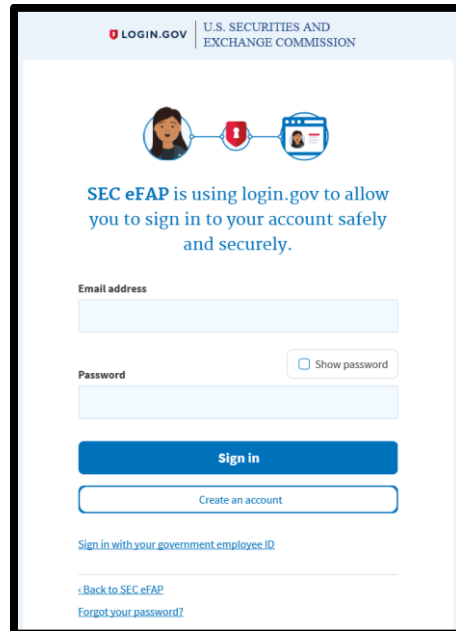 LOGIN.GOV
U.S. SECURITIES AND
EXCHANGE COMMISSION
SEC eFAP is using login.gov to allow
you to sign in to your account safely
and securely.
Email address
Show password
Password
Sign in
Create an account
Sign in with your government employee ID
‹ Back to SEC eFAP
Forgot your password?